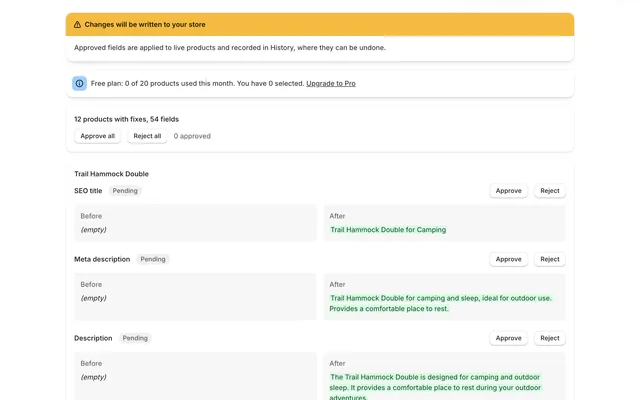 Changes will be written to your store
Approved fields are applied to live products and recorded in History, where they can be undone.
Free plan: 0 of 20 products used this month. You have 0 selected. Upgrade to Pro
12 products with fixes, 54 fields
Approve all Reject all 0 approved
Trail Hammock Double
SEO title Pending Approve Reject
Before After
(empty) Trail Hammock Double for Camping
Meta description Pending Approve Reject
Before After
(empty) Trail Hammock Double for camping and sleep, ideal for outdoor use.
Provides a comfortable place to rest.
Description Pending Approve Reject
Before After
(empty) The Trail Hammock Double is designed for camping and outdoor
sleep. It provides a comfortable place to rest during your outdoor
adventures.